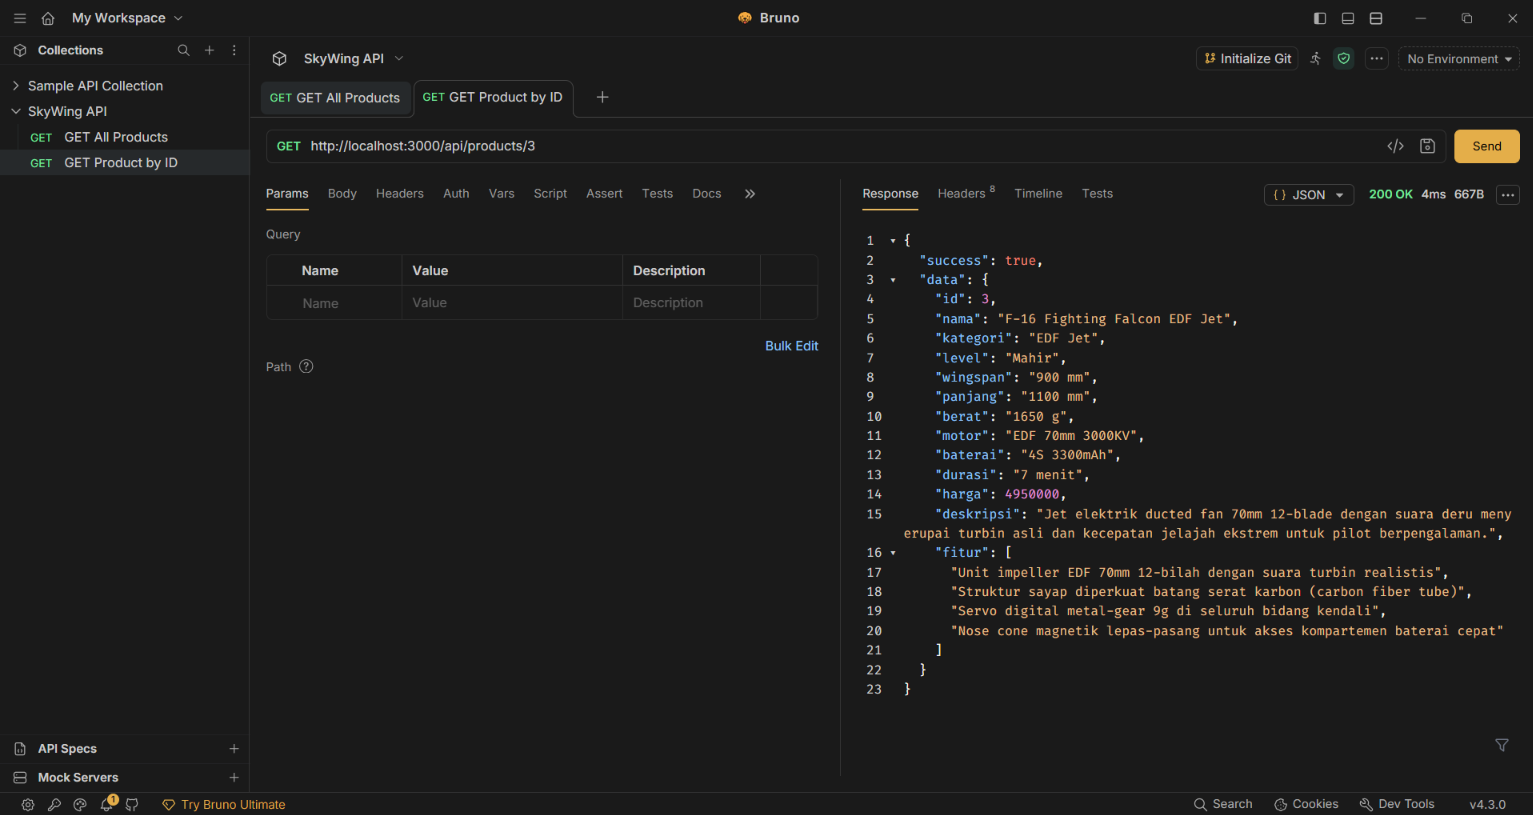 My Workspace
Bruno
Collections
SkyWing API
Initialize Git
No Environment
Sample API Collection
SkyWing API
GET GET All Products
GET GET Product by ID
GET GET All Products
GET GET Product by ID
GET http://localhost:3000/api/products/3
Send
Params Body Headers Auth Vars Script Assert Tests Docs
Query
Name Value Description
Name Value Description
Bulk Edit
Path
Response Headers 8 Timeline Tests
{ } JSON
200 OK 4ms 667B
1 {
2 "success": true,
3 "data": {
4 "id": 3,
5 "nama": "F-16 Fighting Falcon EDF Jet",
6 "kategori": "EDF Jet",
7 "level": "Mahir",
8 "wingspan": "900 mm",
9 "panjang": "1100 mm",
10 "berat": "1650 g",
11 "motor": "EDF 70mm 3000KV",
12 "baterai": "4S 3300mAh",
13 "durasi": "7 menit",
14 "harga": 4950000,
15 "deskripsi": "Jet elektrik ducted fan 70mm 12-blade dengan suara deru meny
erupai turbin asli dan kecepatan jelajah ekstrem untuk pilot berpengalaman.",
16 "fitur": [
17 "Unit impeller EDF 70mm 12-bilah dengan suara turbin realistis",
18 "Struktur sayap diperkuat batang serat karbon (carbon fiber tube)",
19 "Servo digital metal-gear 9g di seluruh bidang kendali",
20 "Nose cone magnetik lepas-pasang untuk akses kompartemen baterai cepat"
21 ]
22 }
23 }
API Specs
Mock Servers
1
Try Bruno Ultimate
Search
Cookies
Dev Tools
v4.3.0